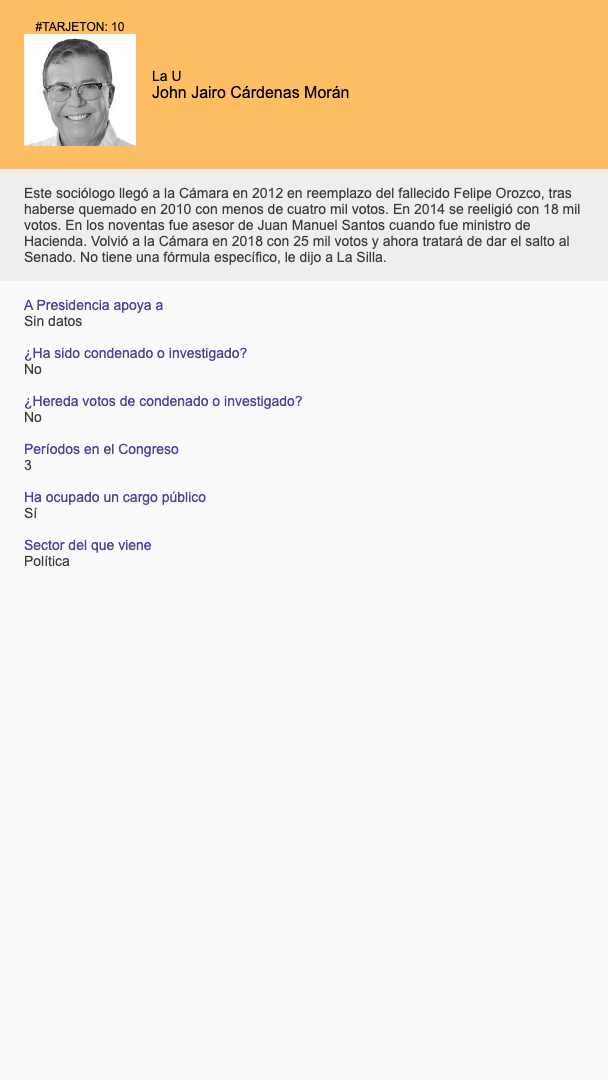 #TARJETON: 10
La U
John Jairo Cárdenas Morán
Este sociólogo llegó a la Cámara en 2012 en reemplazo del fallecido Felipe Orozco, tras
haberse quemado en 2010 con menos de cuatro mil votos. En 2014 se reeligió con 18 mil
votos. En los noventas fue asesor de Juan Manuel Santos cuando fue ministro de
Hacienda. Volvió a la Cámara en 2018 con 25 mil votos y ahora tratará de dar el salto al
Senado. No tiene una fórmula específico, le dijo a La Silla.
A Presidencia apoya a
Sin datos
¿Ha sido condenado o investigado?
No
¿Hereda votos de condenado o investigado?
No
Períodos en el Congreso
3
Ha ocupado un cargo público
Sí
Sector del que viene
Política